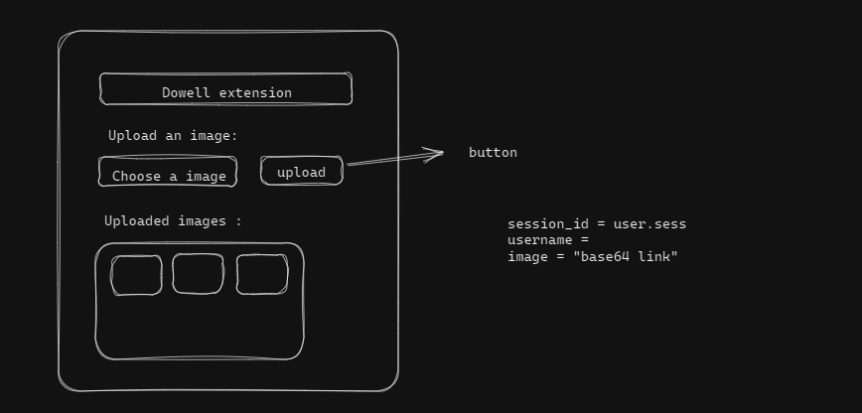 Dowell extension
Upload an image:
Choose a image
upload
button
Uploaded images :
session_id = user.sess
username =
image = "base64 link"